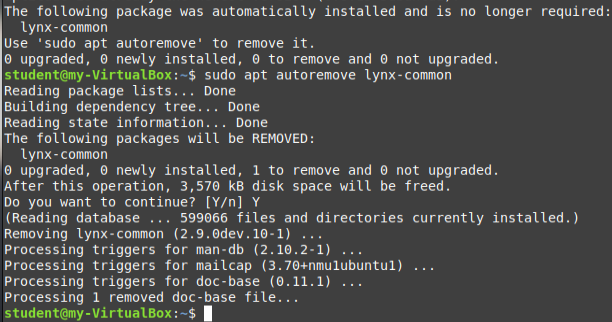 The following package was automatically installed and is no longer required:
  lynx-common
Use 'sudo apt autoremove' to remove it.
0 upgraded, 0 newly installed, 0 to remove and 0 not upgraded.
student@my-VirtualBox:~$ sudo apt autoremove lynx-common
Reading package lists... Done
Building dependency tree... Done
Reading state information... Done
The following packages will be REMOVED:
  lynx-common
0 upgraded, 0 newly installed, 1 to remove and 0 not upgraded.
After this operation, 3,570 kB disk space will be freed.
Do you want to continue? [Y/n] Y
(Reading database ... 599066 files and directories currently installed.)
Removing lynx-common (2.9.0dev.10-1) ...
Processing triggers for man-db (2.10.2-1) ...
Processing triggers for mailcap (3.70+nmu1ubuntu1) ...
Processing triggers for doc-base (0.11.1) ...
Processing 1 removed doc-base file...
student@my-VirtualBox:~$